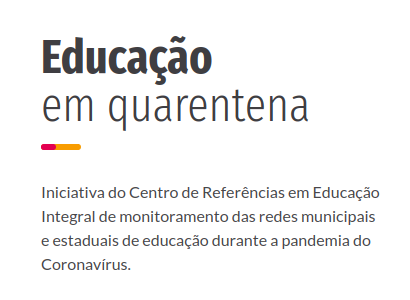 Educação
em quarentena
Iniciativa do Centro de Referências em Educação
Integral de monitoramento das redes municipais
e estaduais de educação durante a pandemia do
Coronavírus.